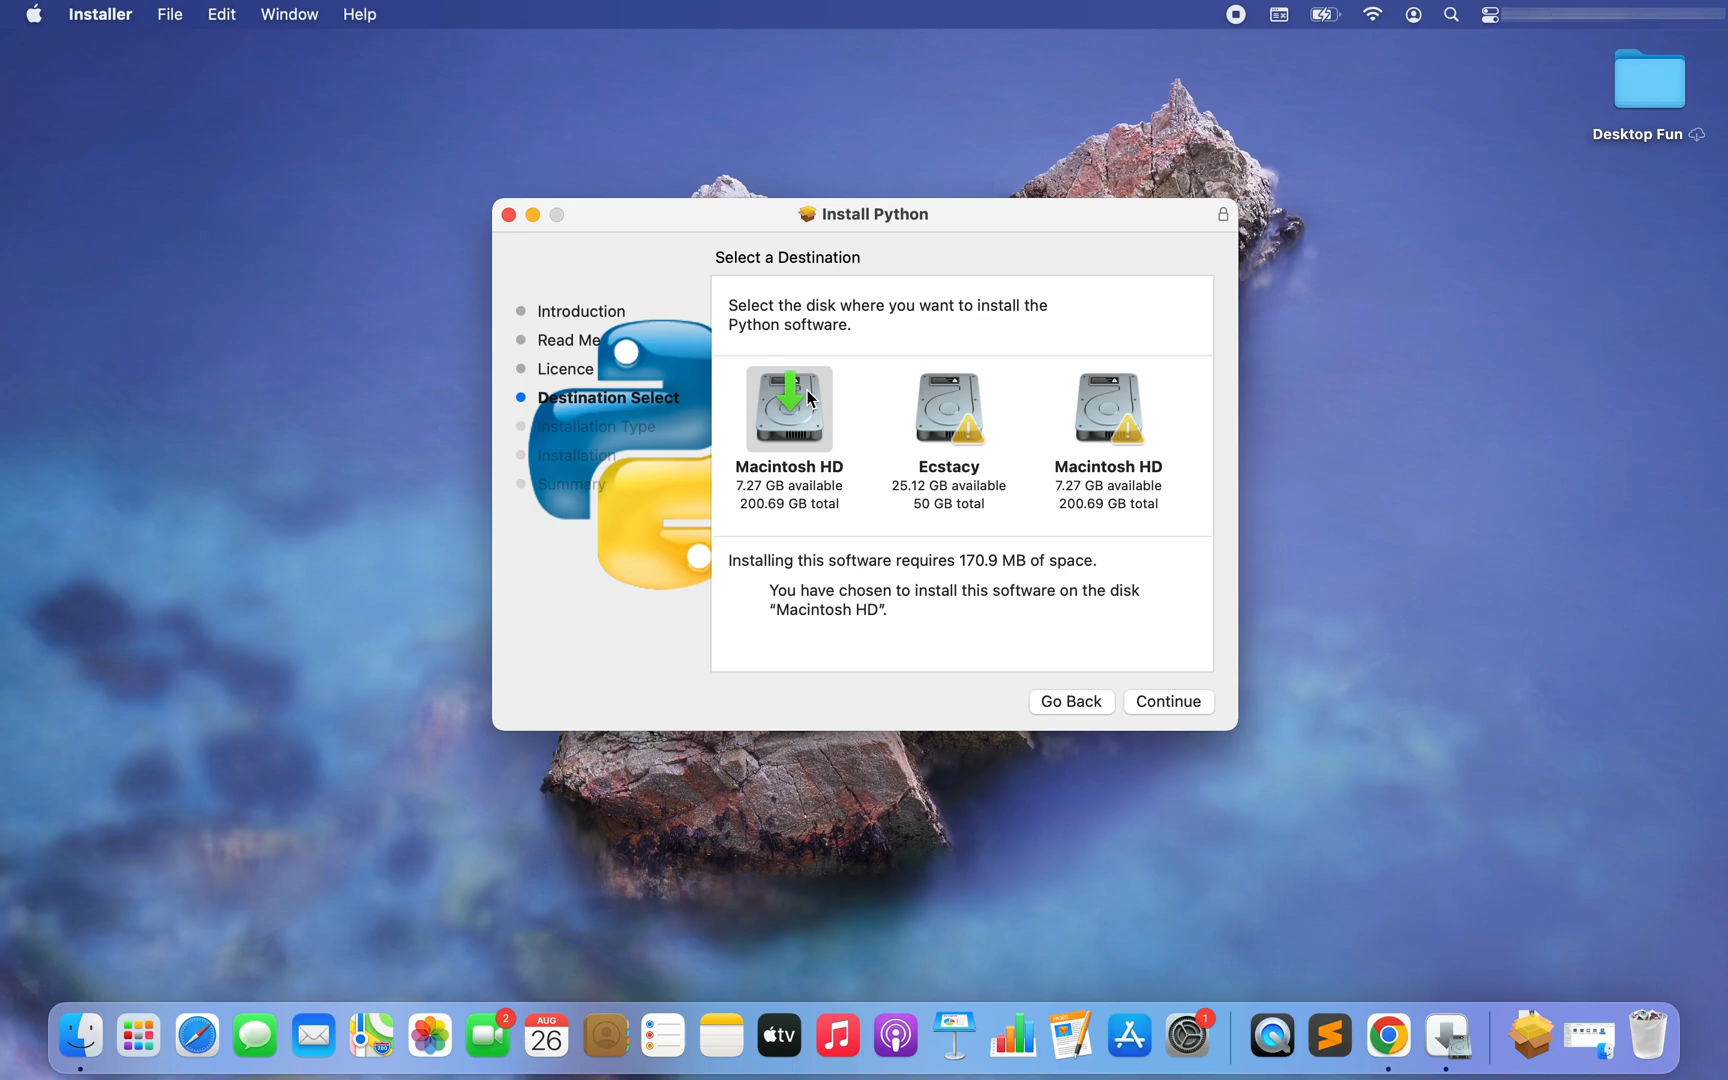 Installer File Edit Window Help
Desktop Fun
Install Python
Select a Destination
Introduction
Read Me
Licence
Destination Select
Installation Type
Installation
Summary
Select the disk where you want to install the
Python software.
Macintosh HD
7.27 GB available
200.69 GB total
Ecstacy
25.12 GB available
50 GB total
Macintosh HD
7.27 GB available
200.69 GB total
Installing this software requires 170.9 MB of space.
You have chosen to install this software on the disk
“Macintosh HD”.
Go Back Continue
2
AUG
26
tv
1